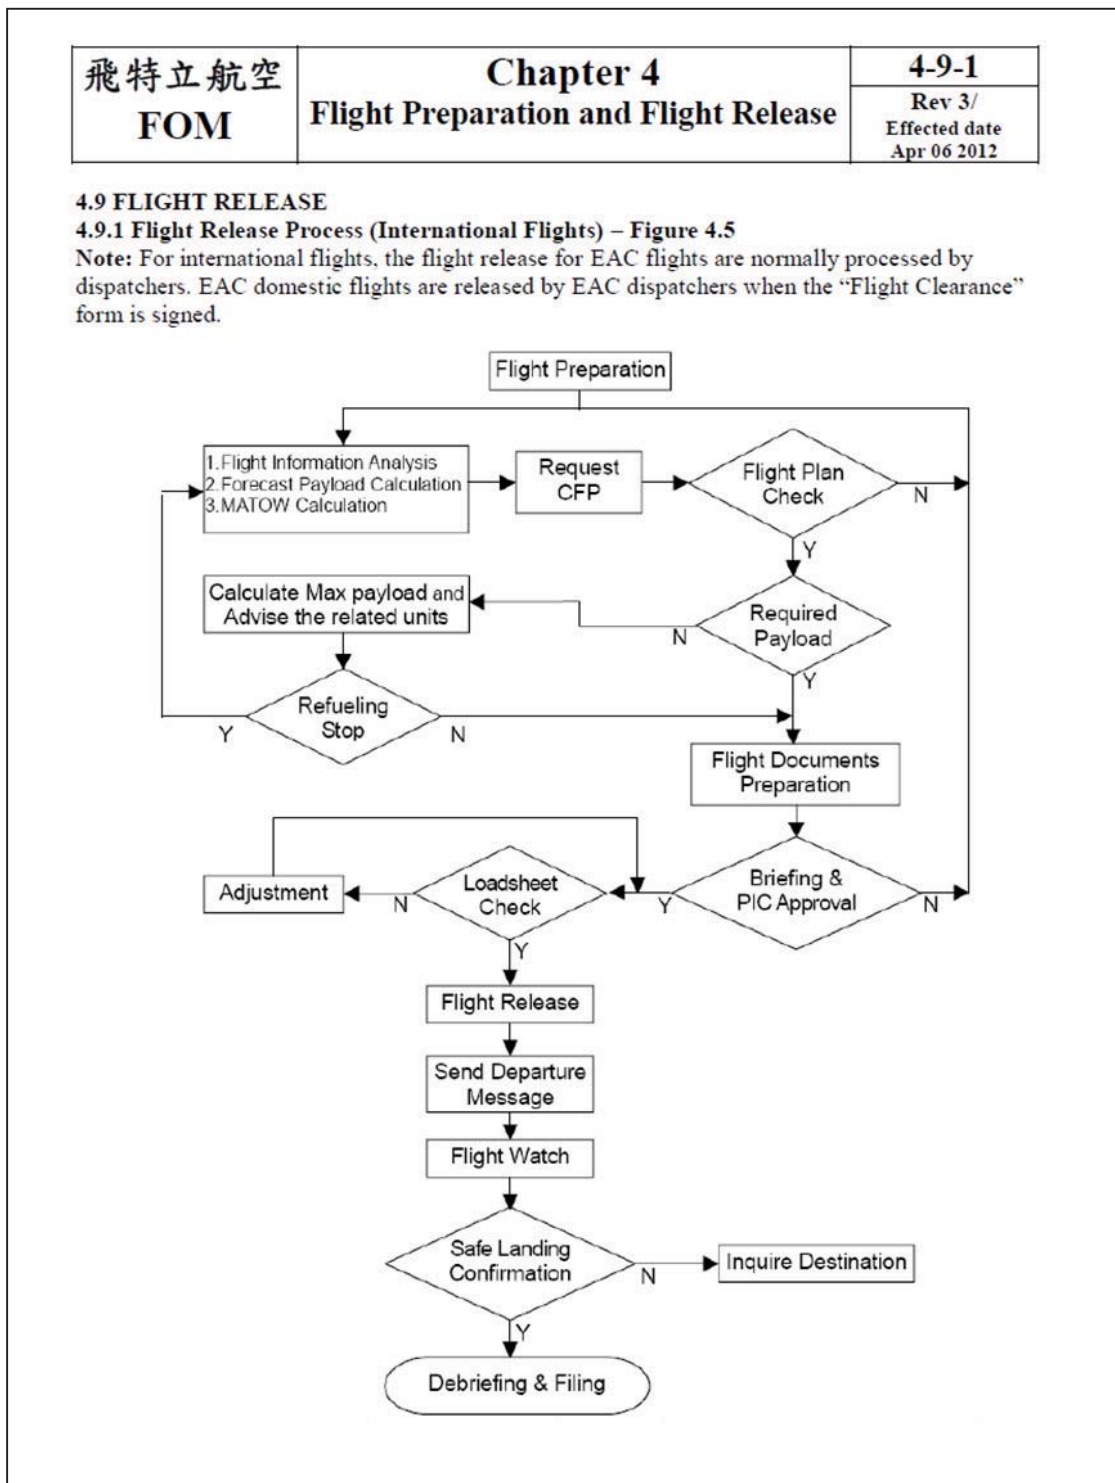 飛特立航空
FOM
Chapter 4
Flight Preparation and Flight Release
4-9-1
Rev 3/
Effected date
Apr 06 2012
4.9 FLIGHT RELEASE
4.9.1 Flight Release Process (International Flights) – Figure 4.5
Note: For international flights, the flight release for EAC flights are normally processed by
dispatchers. EAC domestic flights are released by EAC dispatchers when the “Flight Clearance”
form is signed.
Flight Preparation
1.Flight Information Analysis
2.Forecast Payload Calculation
3.MATOW Calculation
Request
CFP
Flight Plan
Check
N
Y
Calculate Max payload and
Advise the related units
Required
Payload
N
Y
Refueling
Stop
Y
N
Flight Documents
Preparation
Briefing &
PIC Approval
Y
N
Loadsheet
Check
N
Y
Adjustment
Flight Release
Send Departure
Message
Flight Watch
Safe Landing
Confirmation
N
Y
Inquire Destination
Debriefing & Filing